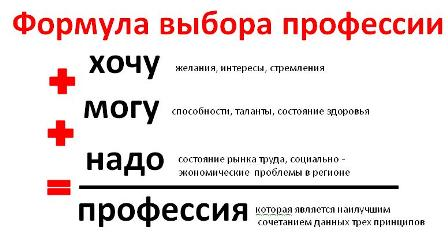 Формула выбора профессии
хочу желания, интересы, стремления
+
могу способности, таланты, состояние здоровья
+
надо состояние рынка труда, социально -
экономические проблемы в регионе
=
профессия которая является наилучшим
сочетанием данных трех принципов